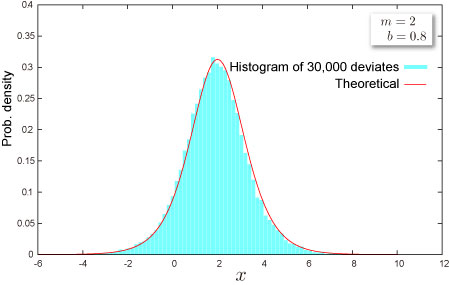 0.4
0.35
0.3
0.25
0.2
0.15
0.1
0.05
0
Prob. density
m = 2
b = 0.8
Histogram of 30,000 deviates
Theoretical
-6 -4 -2 0 2 4 6 8 10 12
x